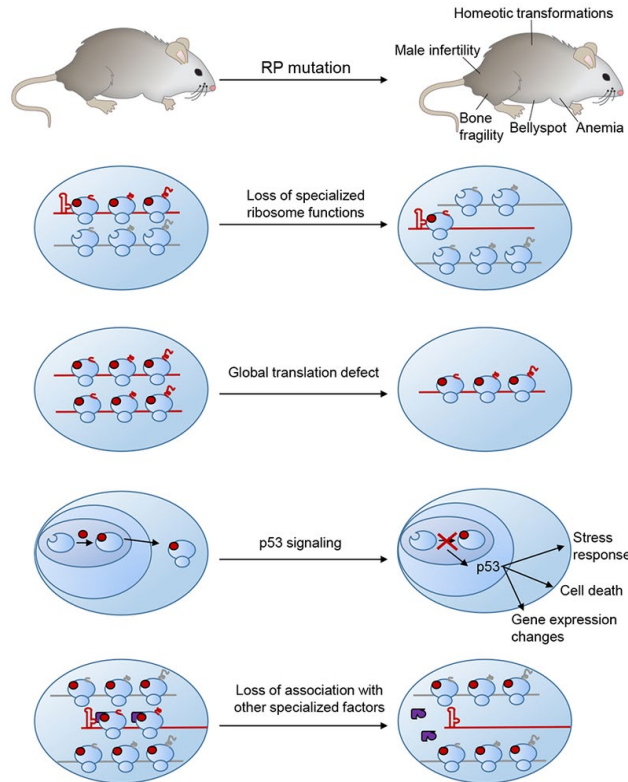 Homeotic transformations
Male infertility
RP mutation
Bone
fragility
Bellyspot
Anemia
Loss of specialized
ribosome functions
Global translation defect
p53 signaling
p53
Stress
response
Cell death
Gene expression
changes
Loss of association with
other specialized factors